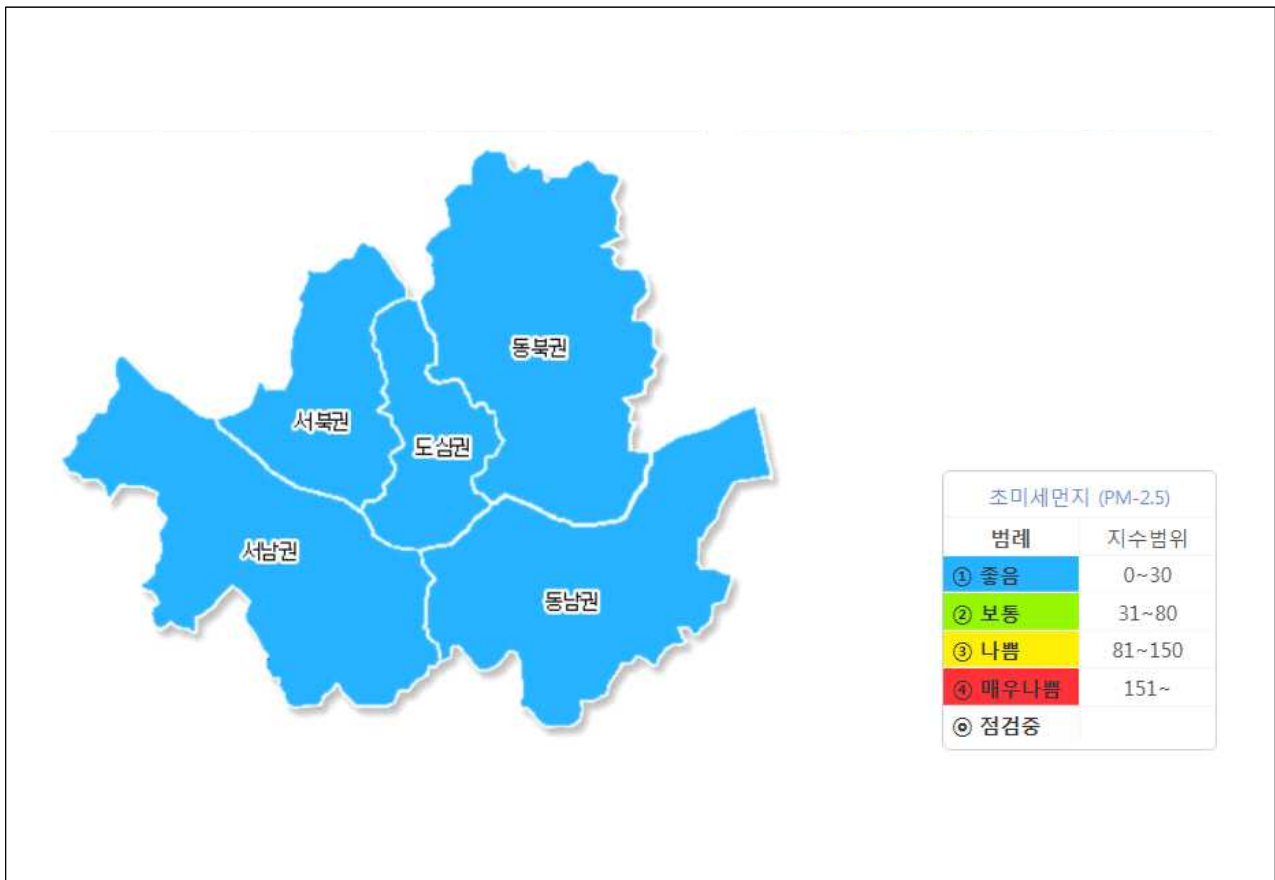 동북권
서북권
도심권
서남권
동남권
초미세먼지 (PM-2.5)
범례 지수범위
① 좋음 0~30
② 보통 31~80
③ 나쁨 81~150
④ 매우나쁨 151~
◎ 점검중